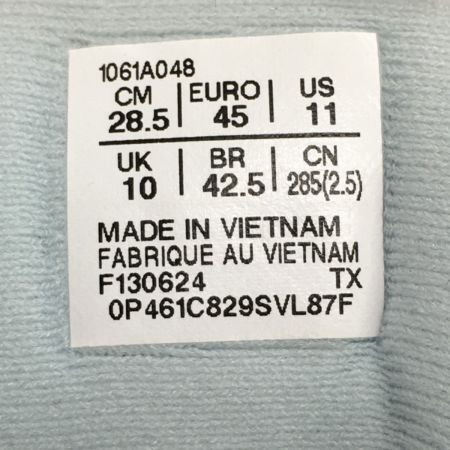 1061A048
CM | EURO | US
28.5 | 45 | 11
UK | BR | CN
10 | 42.5 | 285(2.5)
MADE IN VIETNAM
FABRIQUE AU VIETNAM
F130624 TX
0P461C829SVL87F